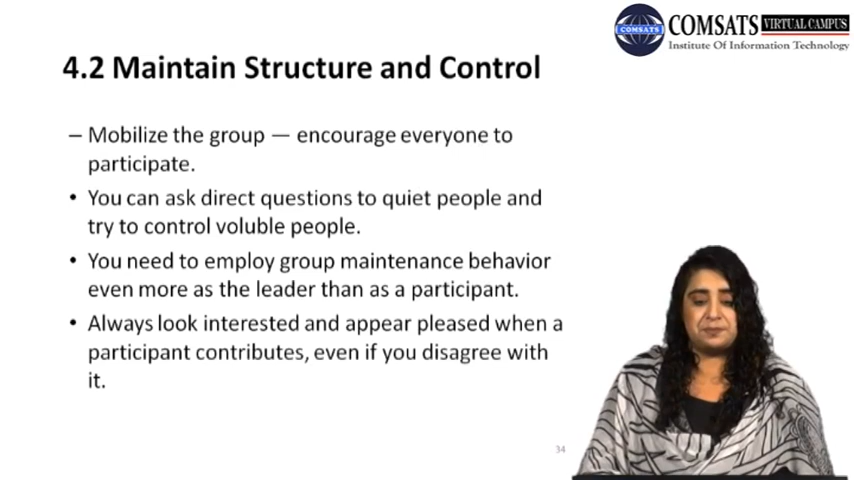 COMSATS VIRTUAL CAMPUS
COMSATS
Institute Of Information Technology
4.2 Maintain Structure and Control
– Mobilize the group — encourage everyone to
participate.
• You can ask direct questions to quiet people and
try to control voluble people.
• You need to employ group maintenance behavior
even more as the leader than as a participant.
• Always look interested and appear pleased when a
participant contributes, even if you disagree with
it.
34